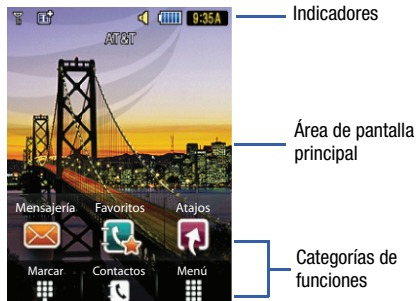 9:35A
AT&T
Mensajería Favoritos Atajos
Marcar Contactos Menú
Indicadores
Área de pantalla
principal
Categorías de
funciones